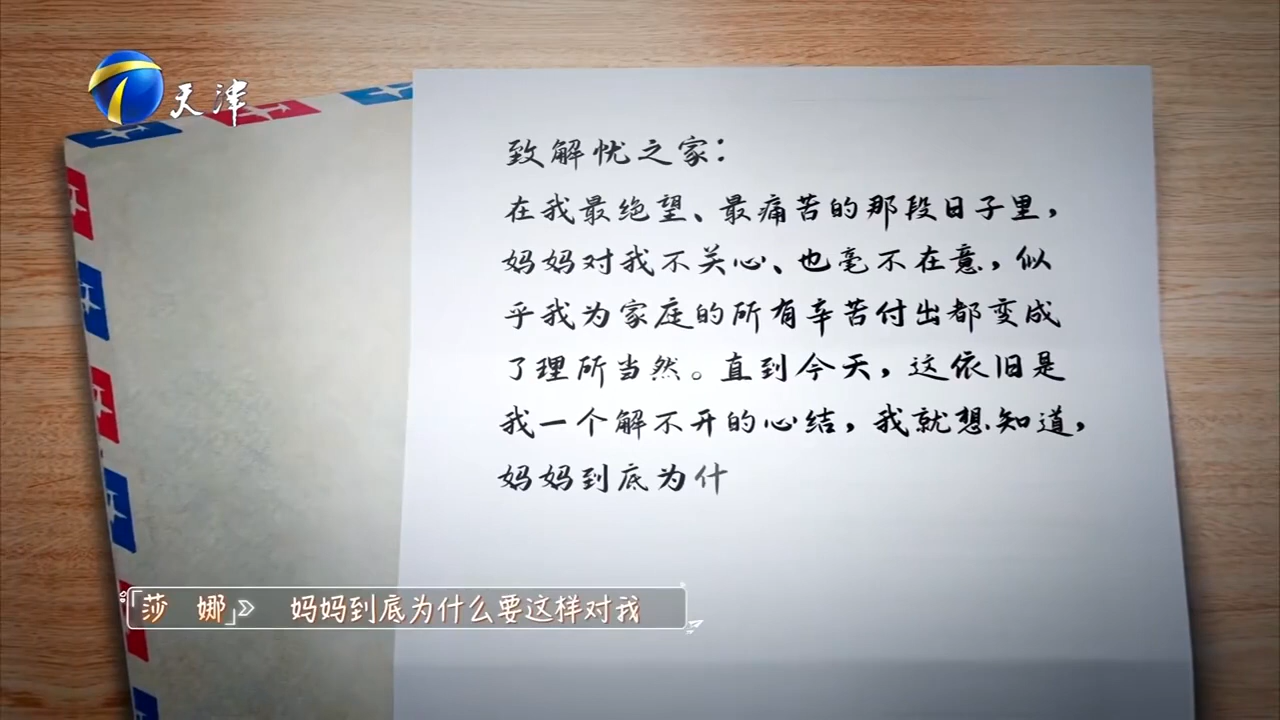 天津
致解忧之家：
在我最绝望、最痛苦的那段日子里，
妈妈对我不关心、也毫不在意，似
乎我为家庭的所有辛苦付出都变成
了理所当然。直到今天，这依旧是
我一个解不开的心结，我就想知道，
妈妈到底为什
「莎 娜」 妈妈到底为什么要这样对我